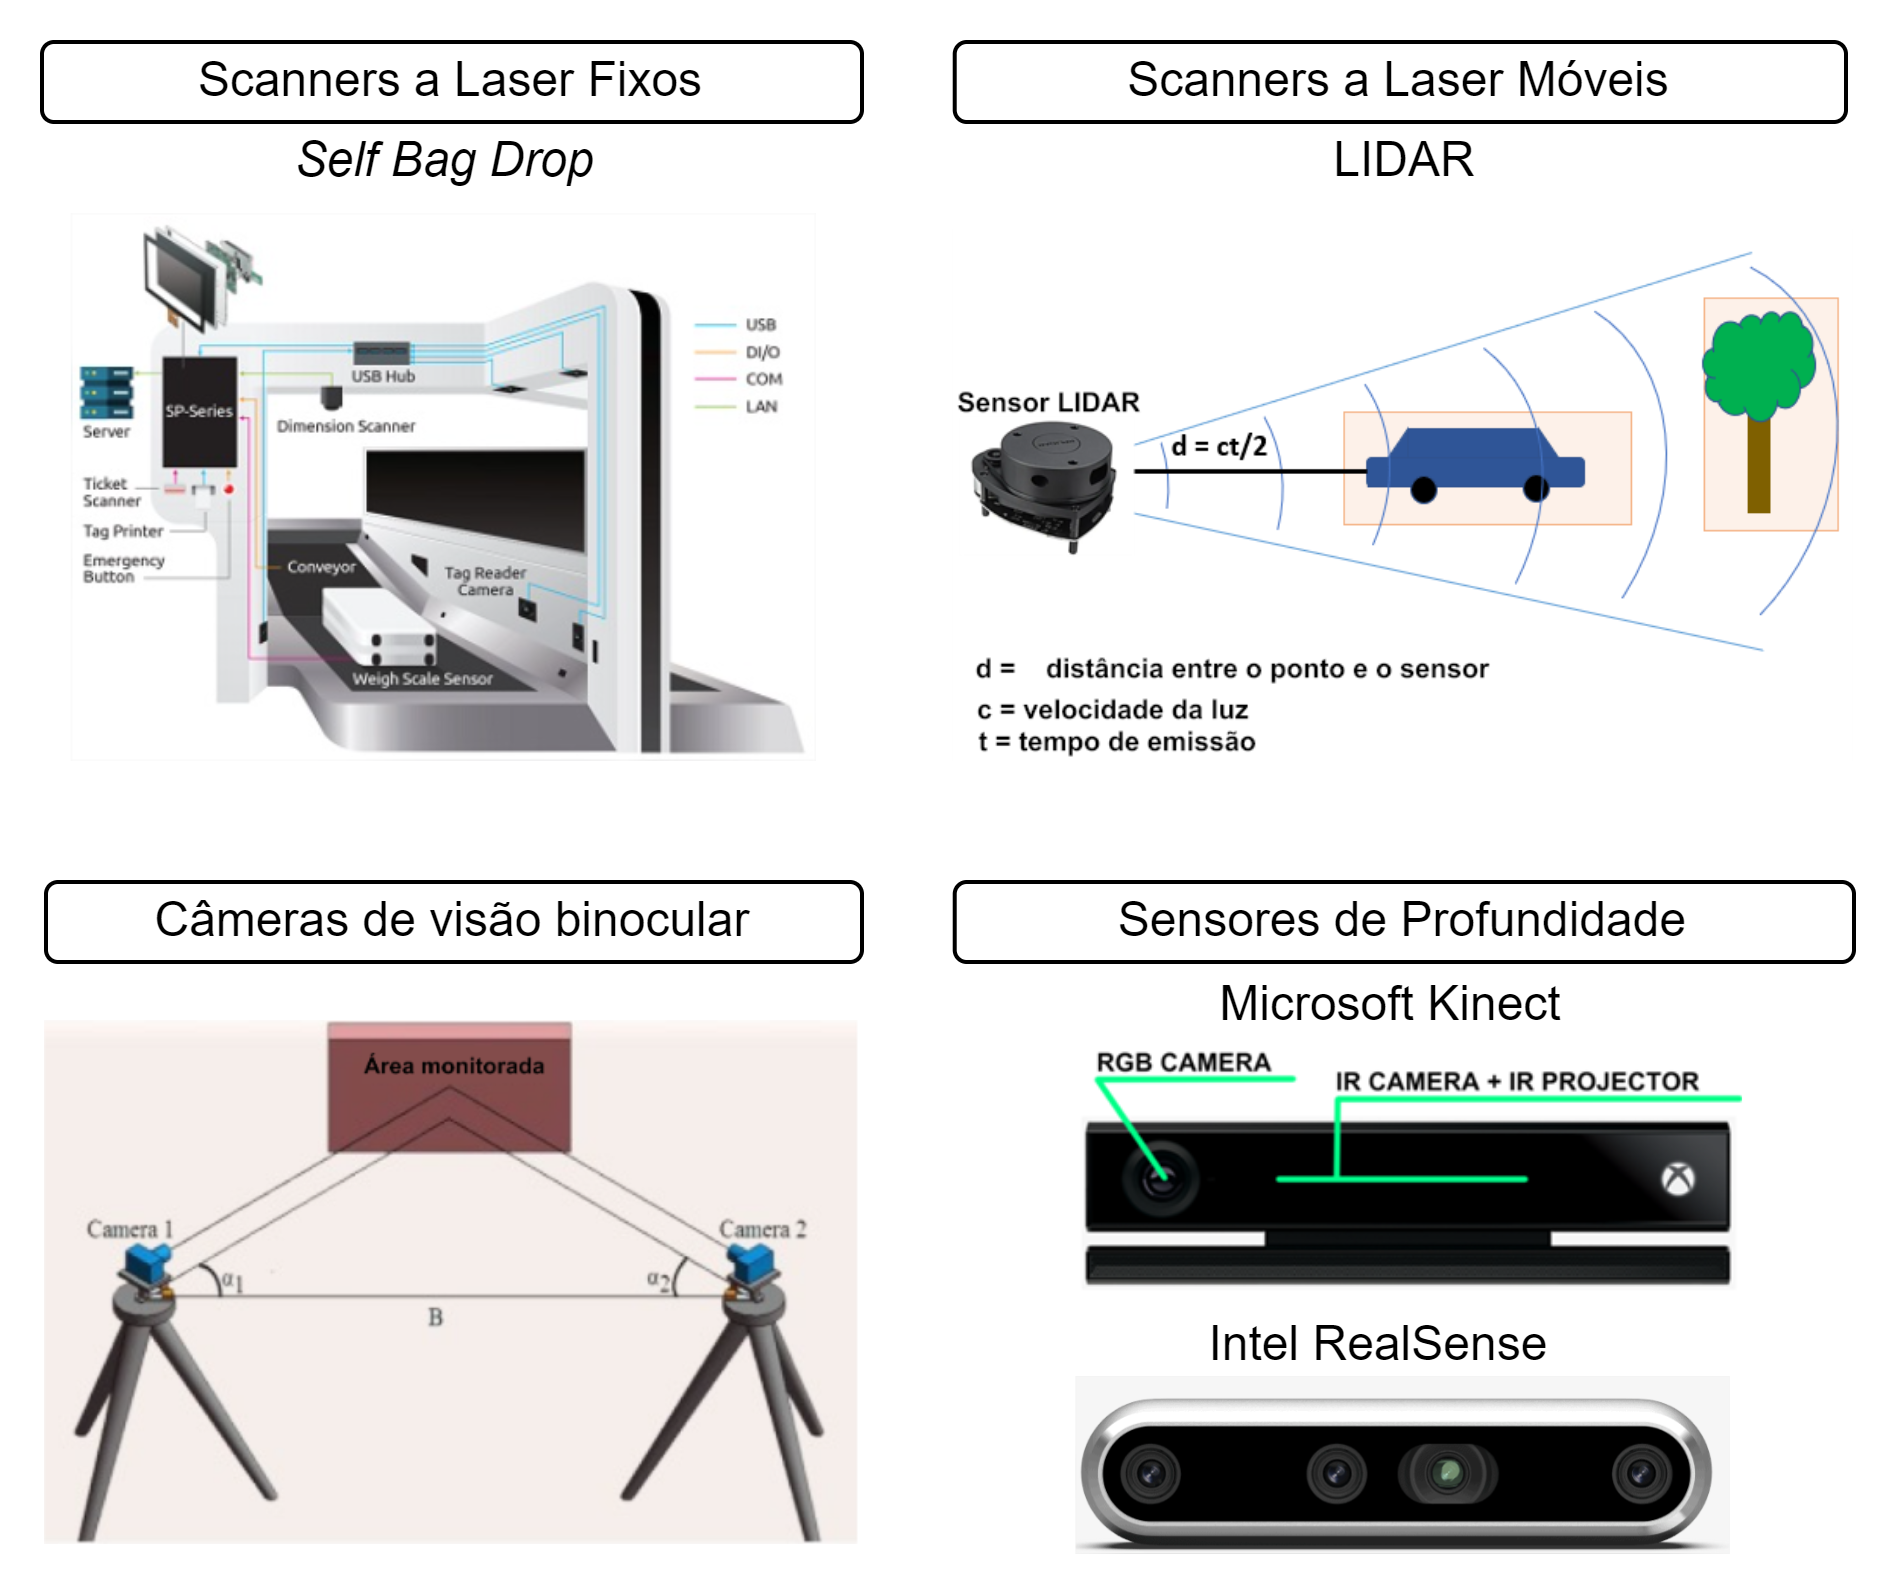 Scanners a Laser Fixos
Self Bag Drop
USB
DI/O
COM
LAN
USB Hub
SP-Series
Server
Dimension Scanner
Ticket
Scanner
Tag Printer
Emergency
Button
Conveyor
Tag Reader
Camera
Weigh Scale Sensor
Scanners a Laser Móveis
LIDAR
Sensor LIDAR
d = ct/2
d = distância entre o ponto e o sensor
c = velocidade da luz
t = tempo de emissão
Câmeras de visão binocular
Área monitorada
Camera 1
Camera 2
α1
α2
B
Sensores de Profundidade
Microsoft Kinect
RGB CAMERA
IR CAMERA + IR PROJECTOR
Intel RealSense